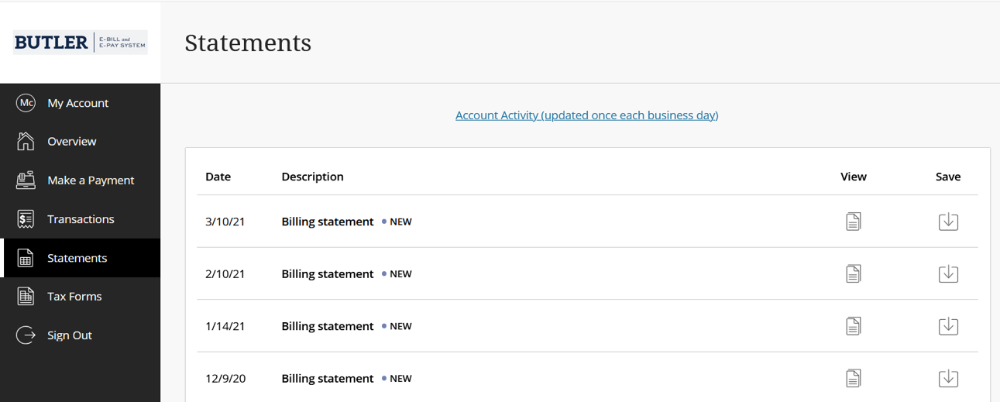 BUTLER E-BILL and E-PAY SYSTEM
Statements
Mc My Account
Overview
Make a Payment
Transactions
Statements
Tax Forms
Sign Out
Account Activity (updated once each business day)
Date Description View Save
3/10/21 Billing statement • NEW
2/10/21 Billing statement • NEW
1/14/21 Billing statement • NEW
12/9/20 Billing statement • NEW